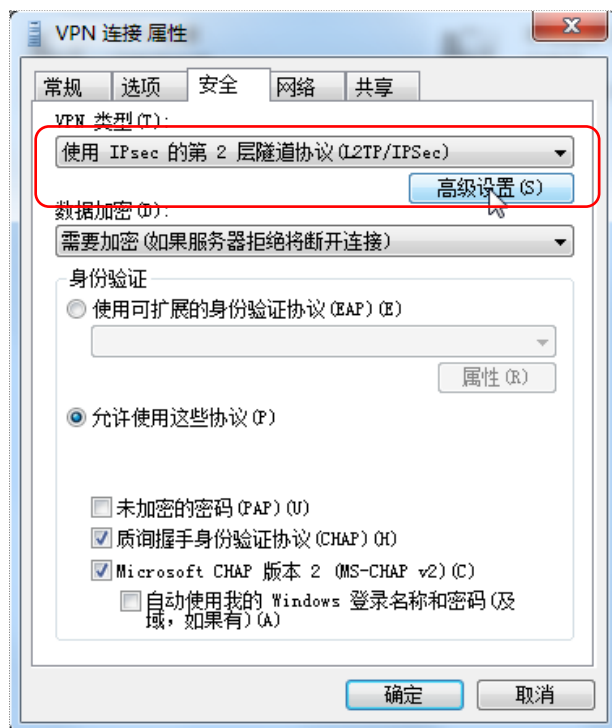 VPN 连接 属性
常规 选项 安全 网络 共享
VPN 类型(T):
使用 IPsec 的第 2 层隧道协议(L2TP/IPSec)
高级设置(S)
数据加密(D):
需要加密(如果服务器拒绝将断开连接)
身份验证
使用可扩展的身份验证协议(EAP)(E)
属性(R)
允许使用这些协议(P)
未加密的密码(PAP)(U)
质询握手身份验证协议(CHAP)(H)
Microsoft CHAP 版本 2 (MS-CHAP v2)(C)
自动使用我的 Windows 登录名称和密码(及
域，如果有)(A)
确定 取消